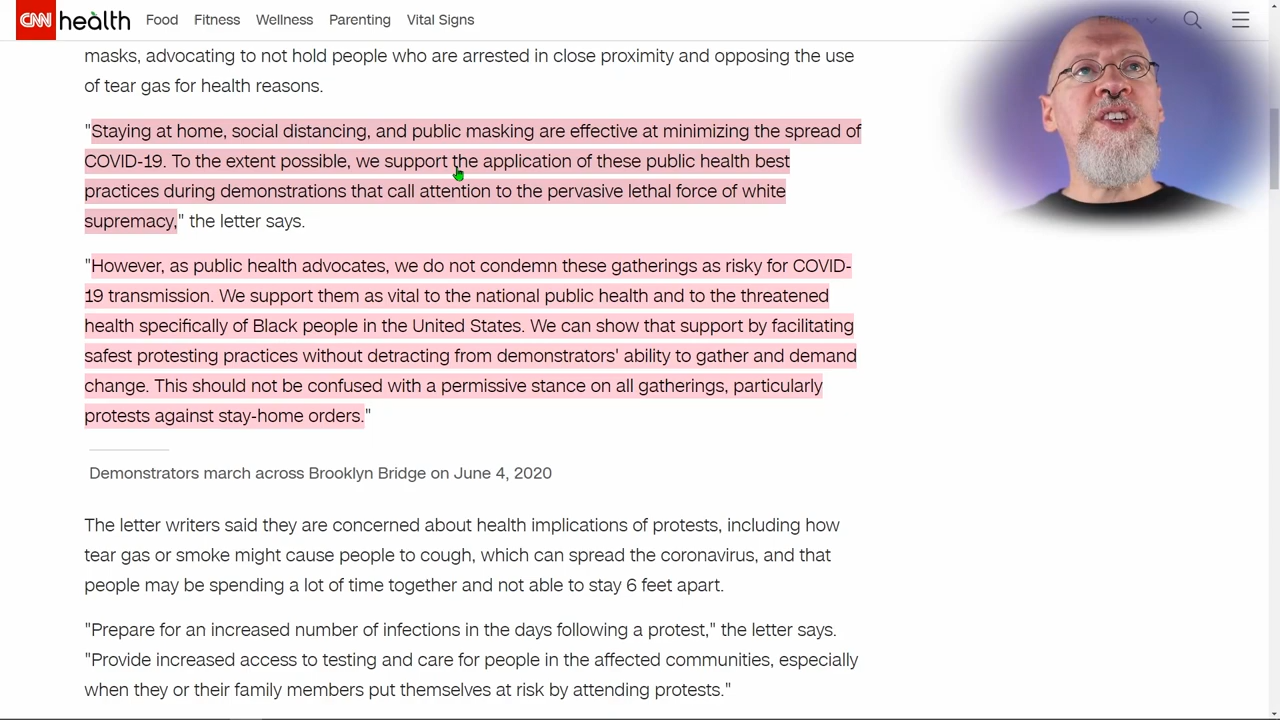 CNN health Food Fitness Wellness Parenting Vital Signs Edition
masks, advocating to not hold people who are arrested in close proximity and opposing the use
of tear gas for health reasons.
"Staying at home, social distancing, and public masking are effective at minimizing the spread of
COVID-19. To the extent possible, we support the application of these public health best
practices during demonstrations that call attention to the pervasive lethal force of white
supremacy," the letter says.
"However, as public health advocates, we do not condemn these gatherings as risky for COVID-
19 transmission. We support them as vital to the national public health and to the threatened
health specifically of Black people in the United States. We can show that support by facilitating
safest protesting practices without detracting from demonstrators' ability to gather and demand
change. This should not be confused with a permissive stance on all gatherings, particularly
protests against stay-home orders."
Demonstrators march across Brooklyn Bridge on June 4, 2020
The letter writers said they are concerned about health implications of protests, including how
tear gas or smoke might cause people to cough, which can spread the coronavirus, and that
people may be spending a lot of time together and not able to stay 6 feet apart.
"Prepare for an increased number of infections in the days following a protest," the letter says.
"Provide increased access to testing and care for people in the affected communities, especially
when they or their family members put themselves at risk by attending protests."